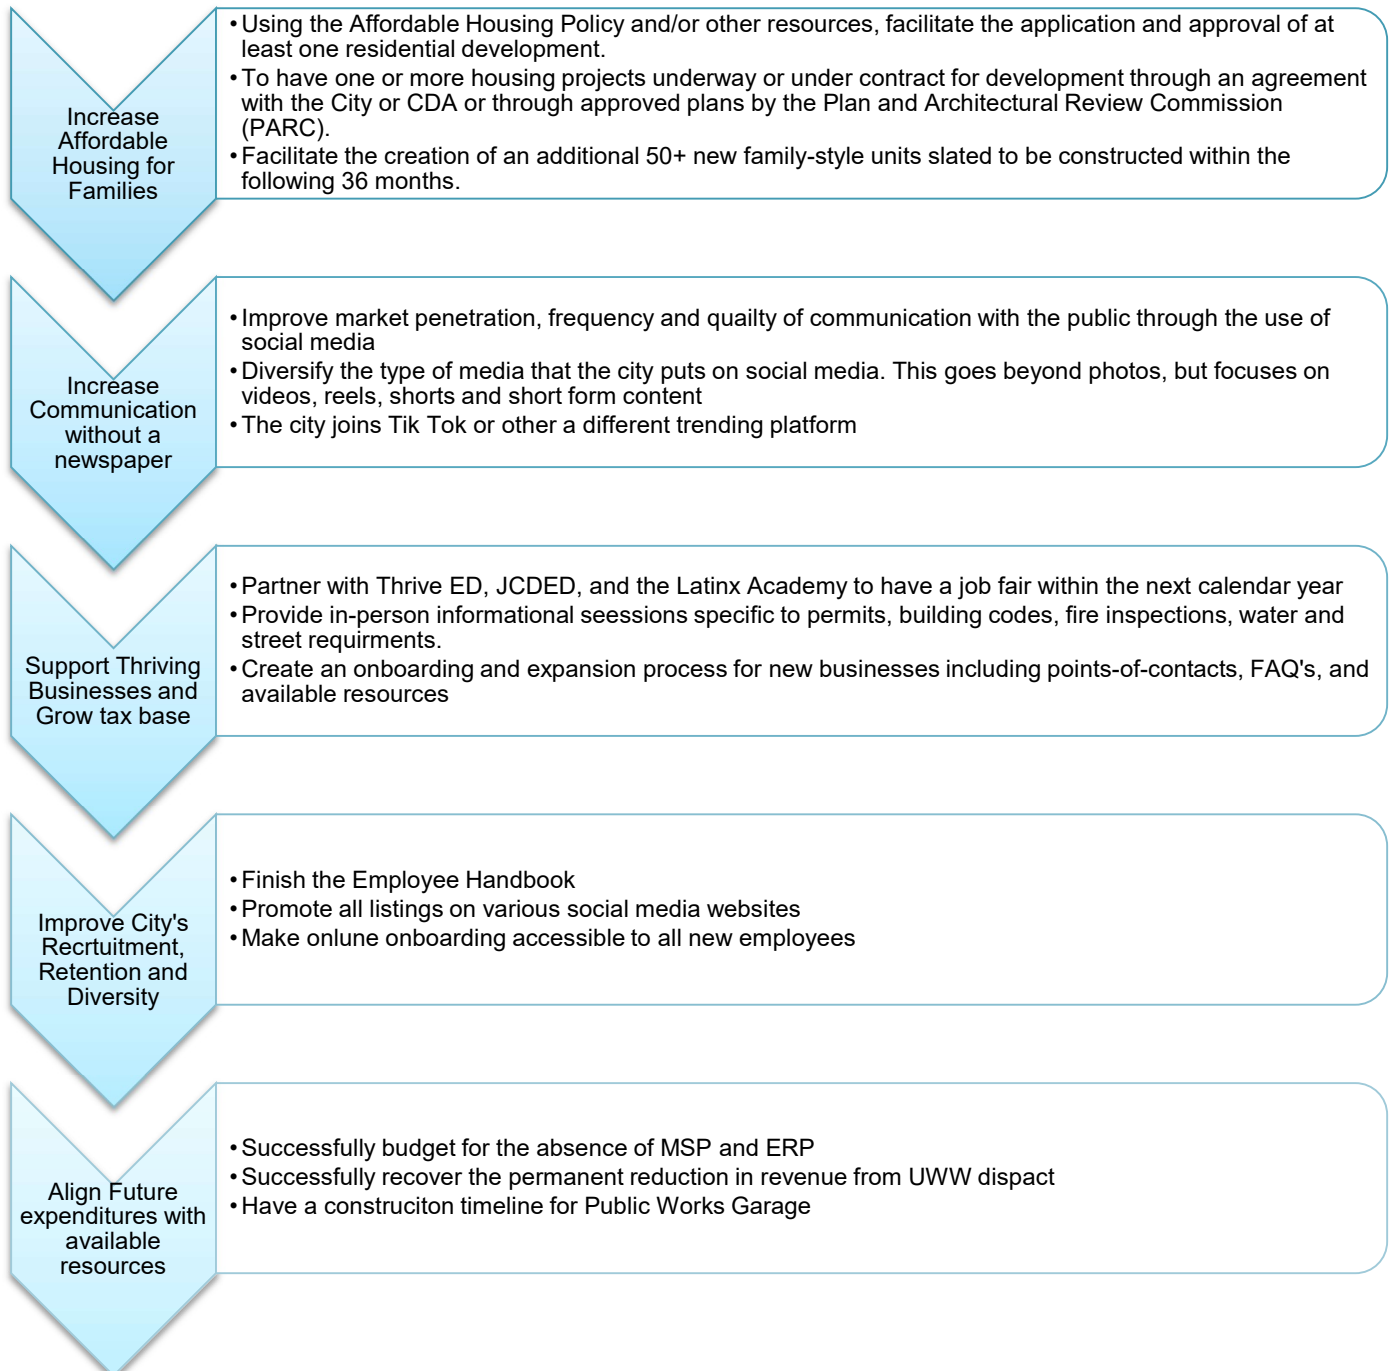 Increase
Affordable
Housing for
Families
•Using the Affordable Housing Policy and/or other resources, facilitate the application and approval of at
least one residential development.
•To have one or more housing projects underway or under contract for development through an agreement
with the City or CDA or through approved plans by the Plan and Architectural Review Commission
(PARC).
•Facilitate the creation of an additional 50+ new family-style units slated to be constructed within the
following 36 months.
Increase
Communication
without a
newspaper
•Improve market penetration, frequency and quailty of communication with the public through the use of
social media
•Diversify the type of media that the city puts on social media. This goes beyond photos, but focuses on
videos, reels, shorts and short form content
•The city joins Tik Tok or other a different trending platform
Support Thriving
Businesses and
Grow tax base
•Partner with Thrive ED, JCDED, and the Latinx Academy to have a job fair within the next calendar year
•Provide in-person informational seessions specific to permits, building codes, fire inspections, water and
street requirments.
•Create an onboarding and expansion process for new businesses including points-of-contacts, FAQ's, and
available resources
Improve City's
Recrtuitment,
Retention and
Diversity
•Finish the Employee Handbook
•Promote all listings on various social media websites
•Make onlune onboarding accessible to all new employees
Align Future
expenditures with
available
resources
•Successfully budget for the absence of MSP and ERP
•Successfully recover the permanent reduction in revenue from UWW dispact
•Have a construciton timeline for Public Works Garage